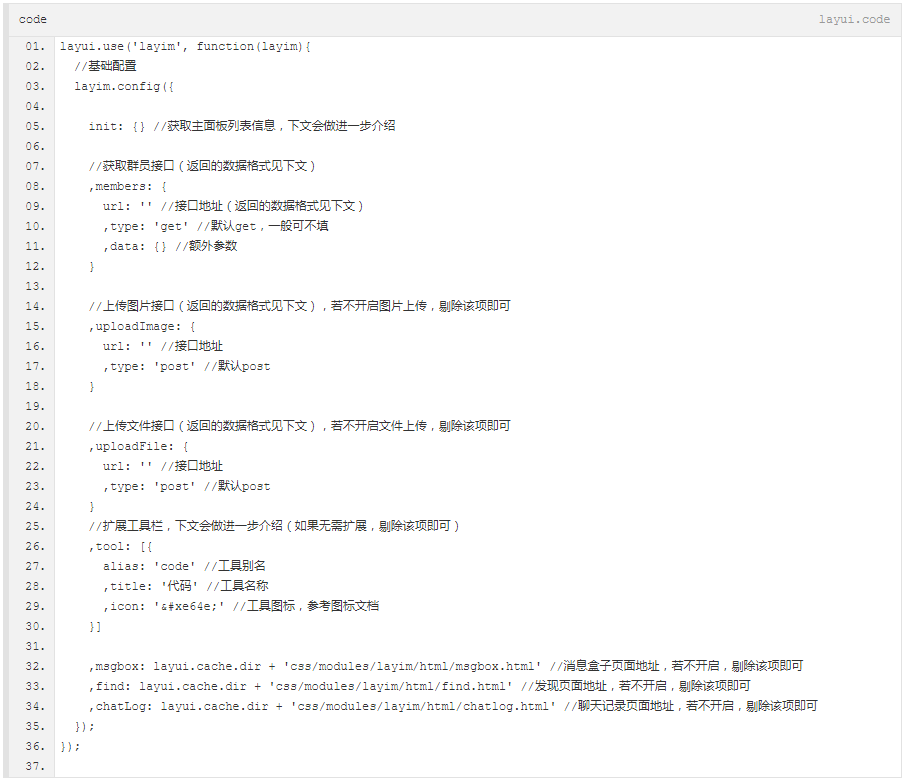 code layui.code
01. layui.use('layim', function(layim){
02. //基础配置
03. layim.config({
04.
05. init: {} //获取主面板列表信息，下文会做进一步介绍
06.
07. //获取群员接口（返回的数据格式见下文）
08. ,members: {
09. url: '' //接口地址（返回的数据格式见下文）
10. ,type: 'get' //默认get，一般可不填
11. ,data: {} //额外参数
12. }
13.
14. //上传图片接口（返回的数据格式见下文），若不开启图片上传，剔除该项即可
15. ,uploadImage: {
16. url: '' //接口地址
17. ,type: 'post' //默认post
18. }
19.
20. //上传文件接口（返回的数据格式见下文），若不开启文件上传，剔除该项即可
21. ,uploadFile: {
22. url: '' //接口地址
23. ,type: 'post' //默认post
24. }
25. //扩展工具栏，下文会做进一步介绍（如果无需扩展，剔除该项即可）
26. ,tool: [{
27. alias: 'code' //工具别名
28. ,title: '代码' //工具名称
29. ,icon: '&#xe64e;' //工具图标，参考图标文档
30. }]
31.
32. ,msgbox: layui.cache.dir + 'css/modules/layim/html/msgbox.html' //消息盒子页面地址，若不开启，剔除该项即可
33. ,find: layui.cache.dir + 'css/modules/layim/html/find.html' //发现页面地址，若不开启，剔除该项即可
34. ,chatLog: layui.cache.dir + 'css/modules/layim/html/chatlog.html' //聊天记录页面地址，若不开启，剔除该项即可
35. });
36. });
37.